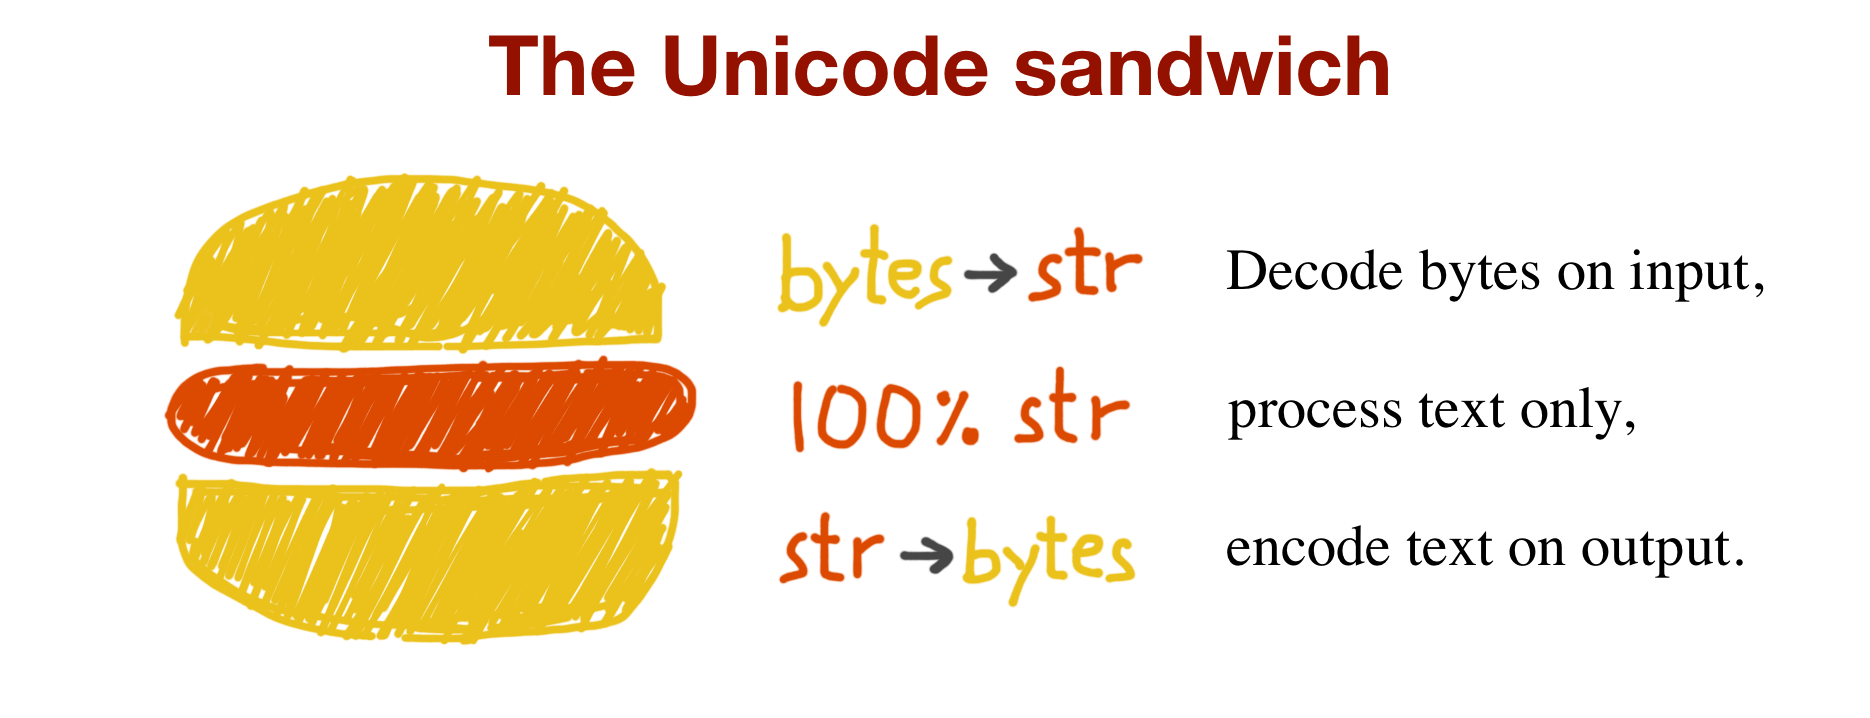 The Unicode sandwich
bytes → str Decode bytes on input,
100% str process text only,
str → bytes encode text on output.